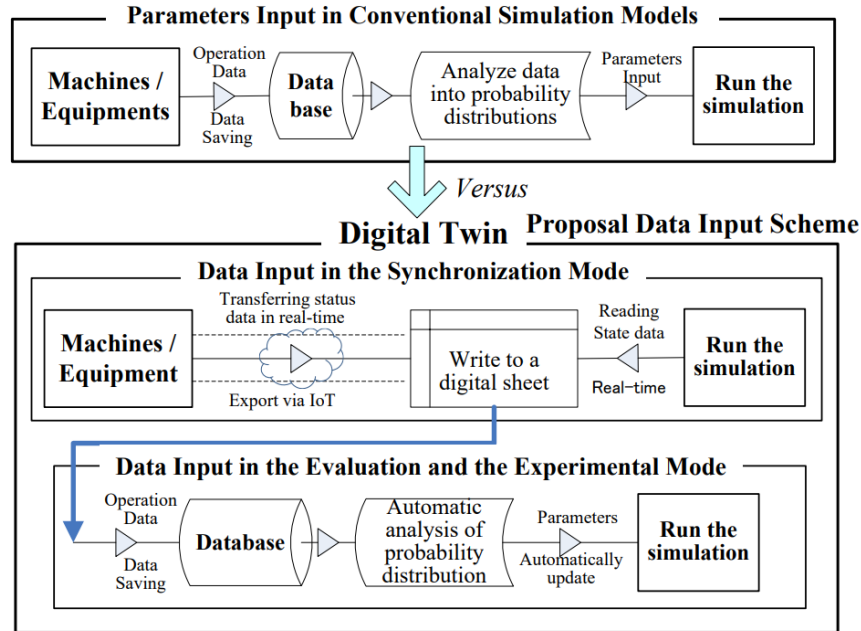 Parameters Input in Conventional Simulation Models
Machines /
Equipments
Operation
Data
Data
Saving
Data
base
Analyze data
into probability
distributions
Parameters
Input
Run the
simulation
Versus
Digital Twin
Proposal Data Input Scheme
Data Input in the Synchronization Mode
Machines /
Equipment
Transferring status
data in real-time
Export via IoT
Write to a
digital sheet
Reading
State data
Real-time
Run the
simulation
Data Input in the Evaluation and the Experimental Mode
Operation
Data
Data
Saving
Database
Automatic
analysis of
probability
distribution
Parameters
Automatically
update
Run the
simulation